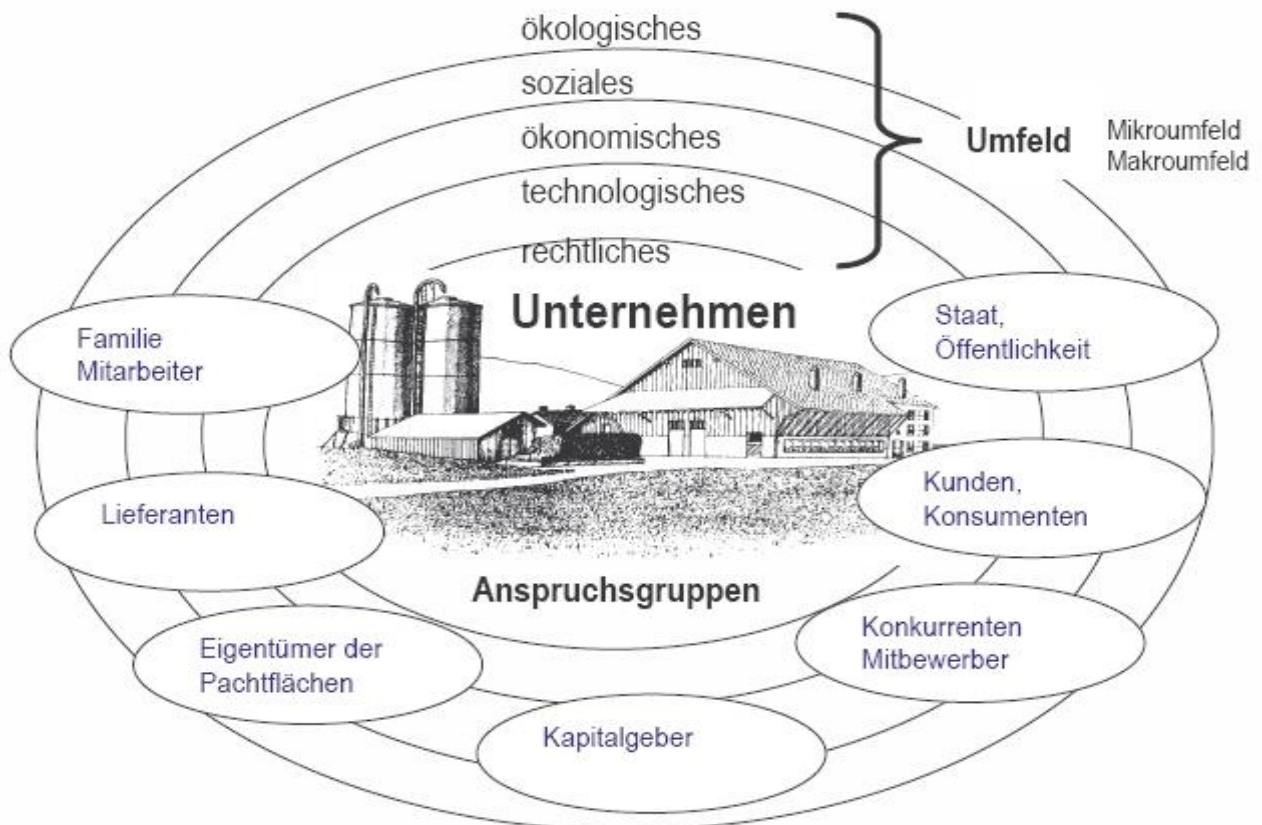 ökologisches
soziales
ökonomisches
technologisches
rechtliches
Umfeld
Mikroumfeld
Makroumfeld
Unternehmen
Familie
Mitarbeiter
Staat,
Öffentlichkeit
Lieferanten
Kunden,
Konsumenten
Anspruchsgruppen
Eigentümer der
Pachtflächen
Konkurrenten
Mitbewerber
Kapitalgeber